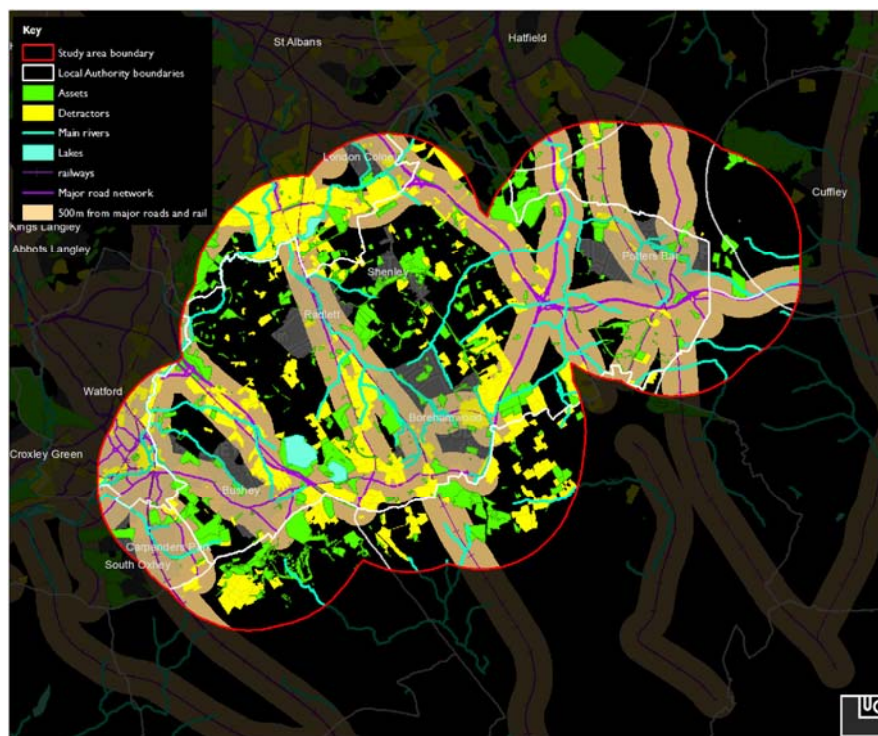 Key
Study area boundary
Local Authority boundaries
Assets
Detractors
Main rivers
Lakes
railways
Major road network
500m from major roads and rail
St Albans
Hatfield
London Colney
Cuffley
Kings Langley
Abbots Langley
Potters Bar
Shenley
Radlett
Watford
Borehamwood
Croxley Green
Bushey
Carpenders Park
South Oxhey